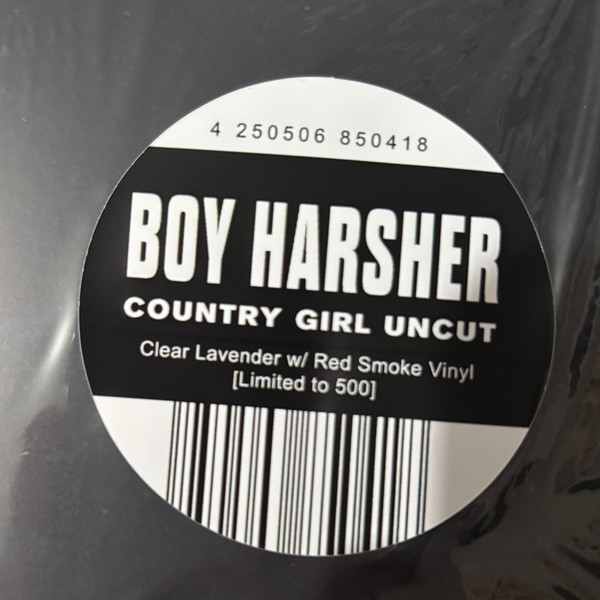 4 250506 850418
BOY HARSHER
COUNTRY GIRL UNCUT
Clear Lavender w/ Red Smoke Vinyl
[Limited to 500]